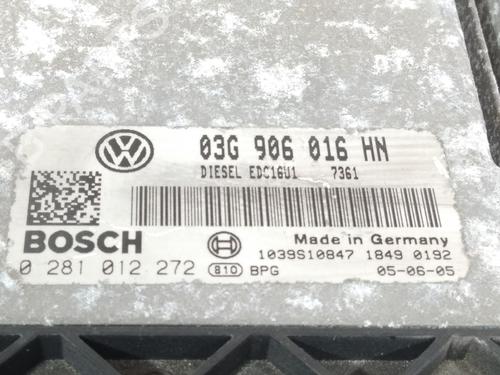 03G 906 016 HN
DIESEL EDC16U1 7361
BOSCH
Made in Germany
1039S10847 1849 0192
0 281 012 272 810 BPG 05-06-05